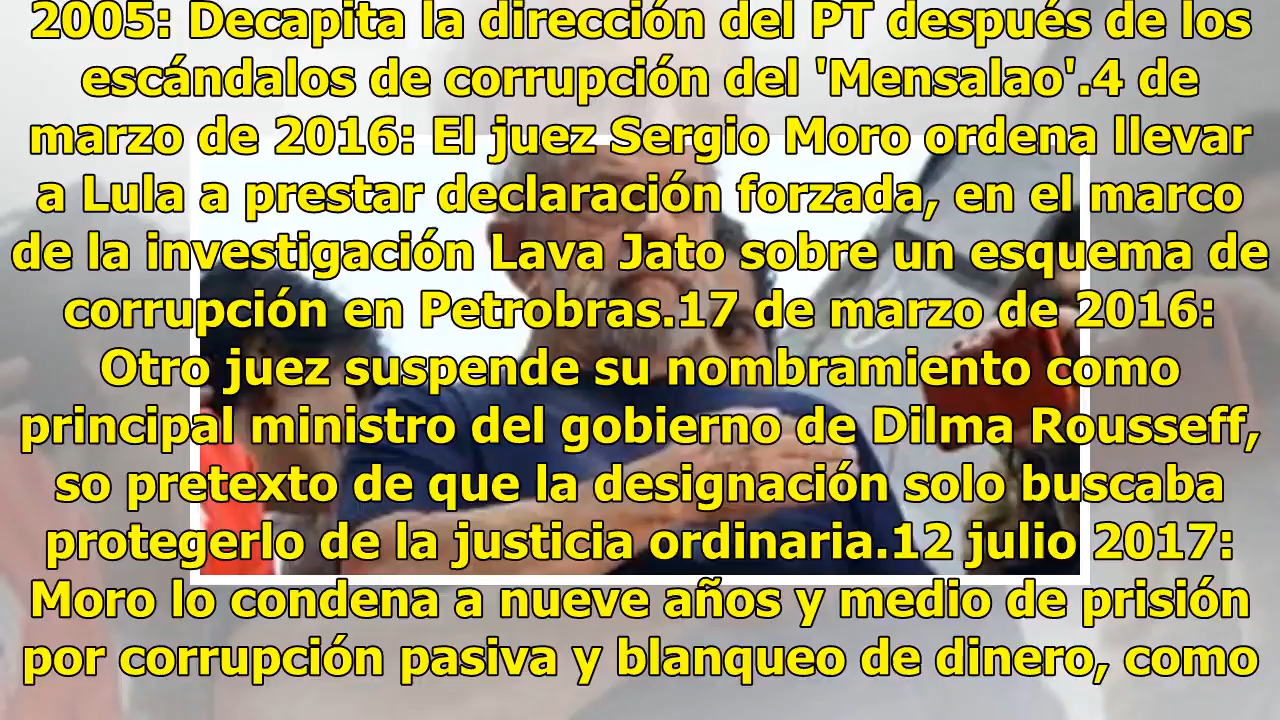 2005: Decapita la dirección del PT después de los
escándalos de corrupción del 'Mensalao'.4 de
marzo de 2016: El juez Sergio Moro ordena llevar
a Lula a prestar declaración forzada, en el marco
de la investigación Lava Jato sobre un esquema de
corrupción en Petrobras.17 de marzo de 2016:
Otro juez suspende su nombramiento como
principal ministro del gobierno de Dilma Rousseff,
so pretexto de que la designación solo buscaba
protegerlo de la justicia ordinaria.12 julio 2017:
Moro lo condena a nueve años y medio de prisión
por corrupción pasiva y blanqueo de dinero, como